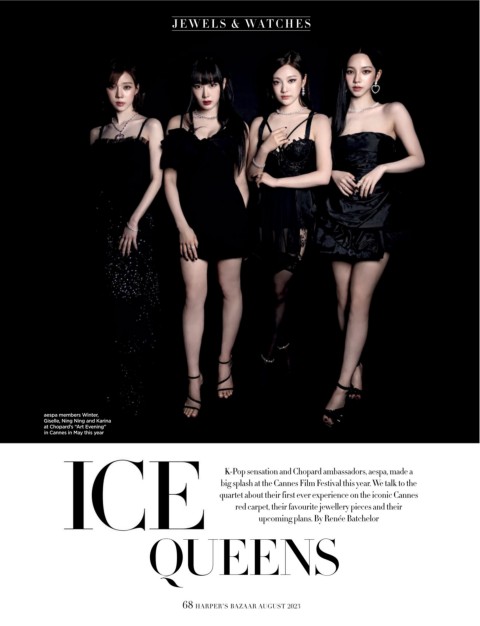 JEWELS & WATCHES
aespa members Winter,
Giselle, Ning Ning and Karina
at Chopard's "Art Evening"
in Cannes in May this year
ICE
QUEENS
K-Pop sensation and Chopard ambassadors, aespa, made a
big splash at the Cannes Film Festival this year. We talk to the
quartet about their first ever experience on the iconic Cannes
red carpet, their favourite jewellery pieces and their
upcoming plans. By Renée Batchelor
68 HARPER'S BAZAAR AUGUST 2023